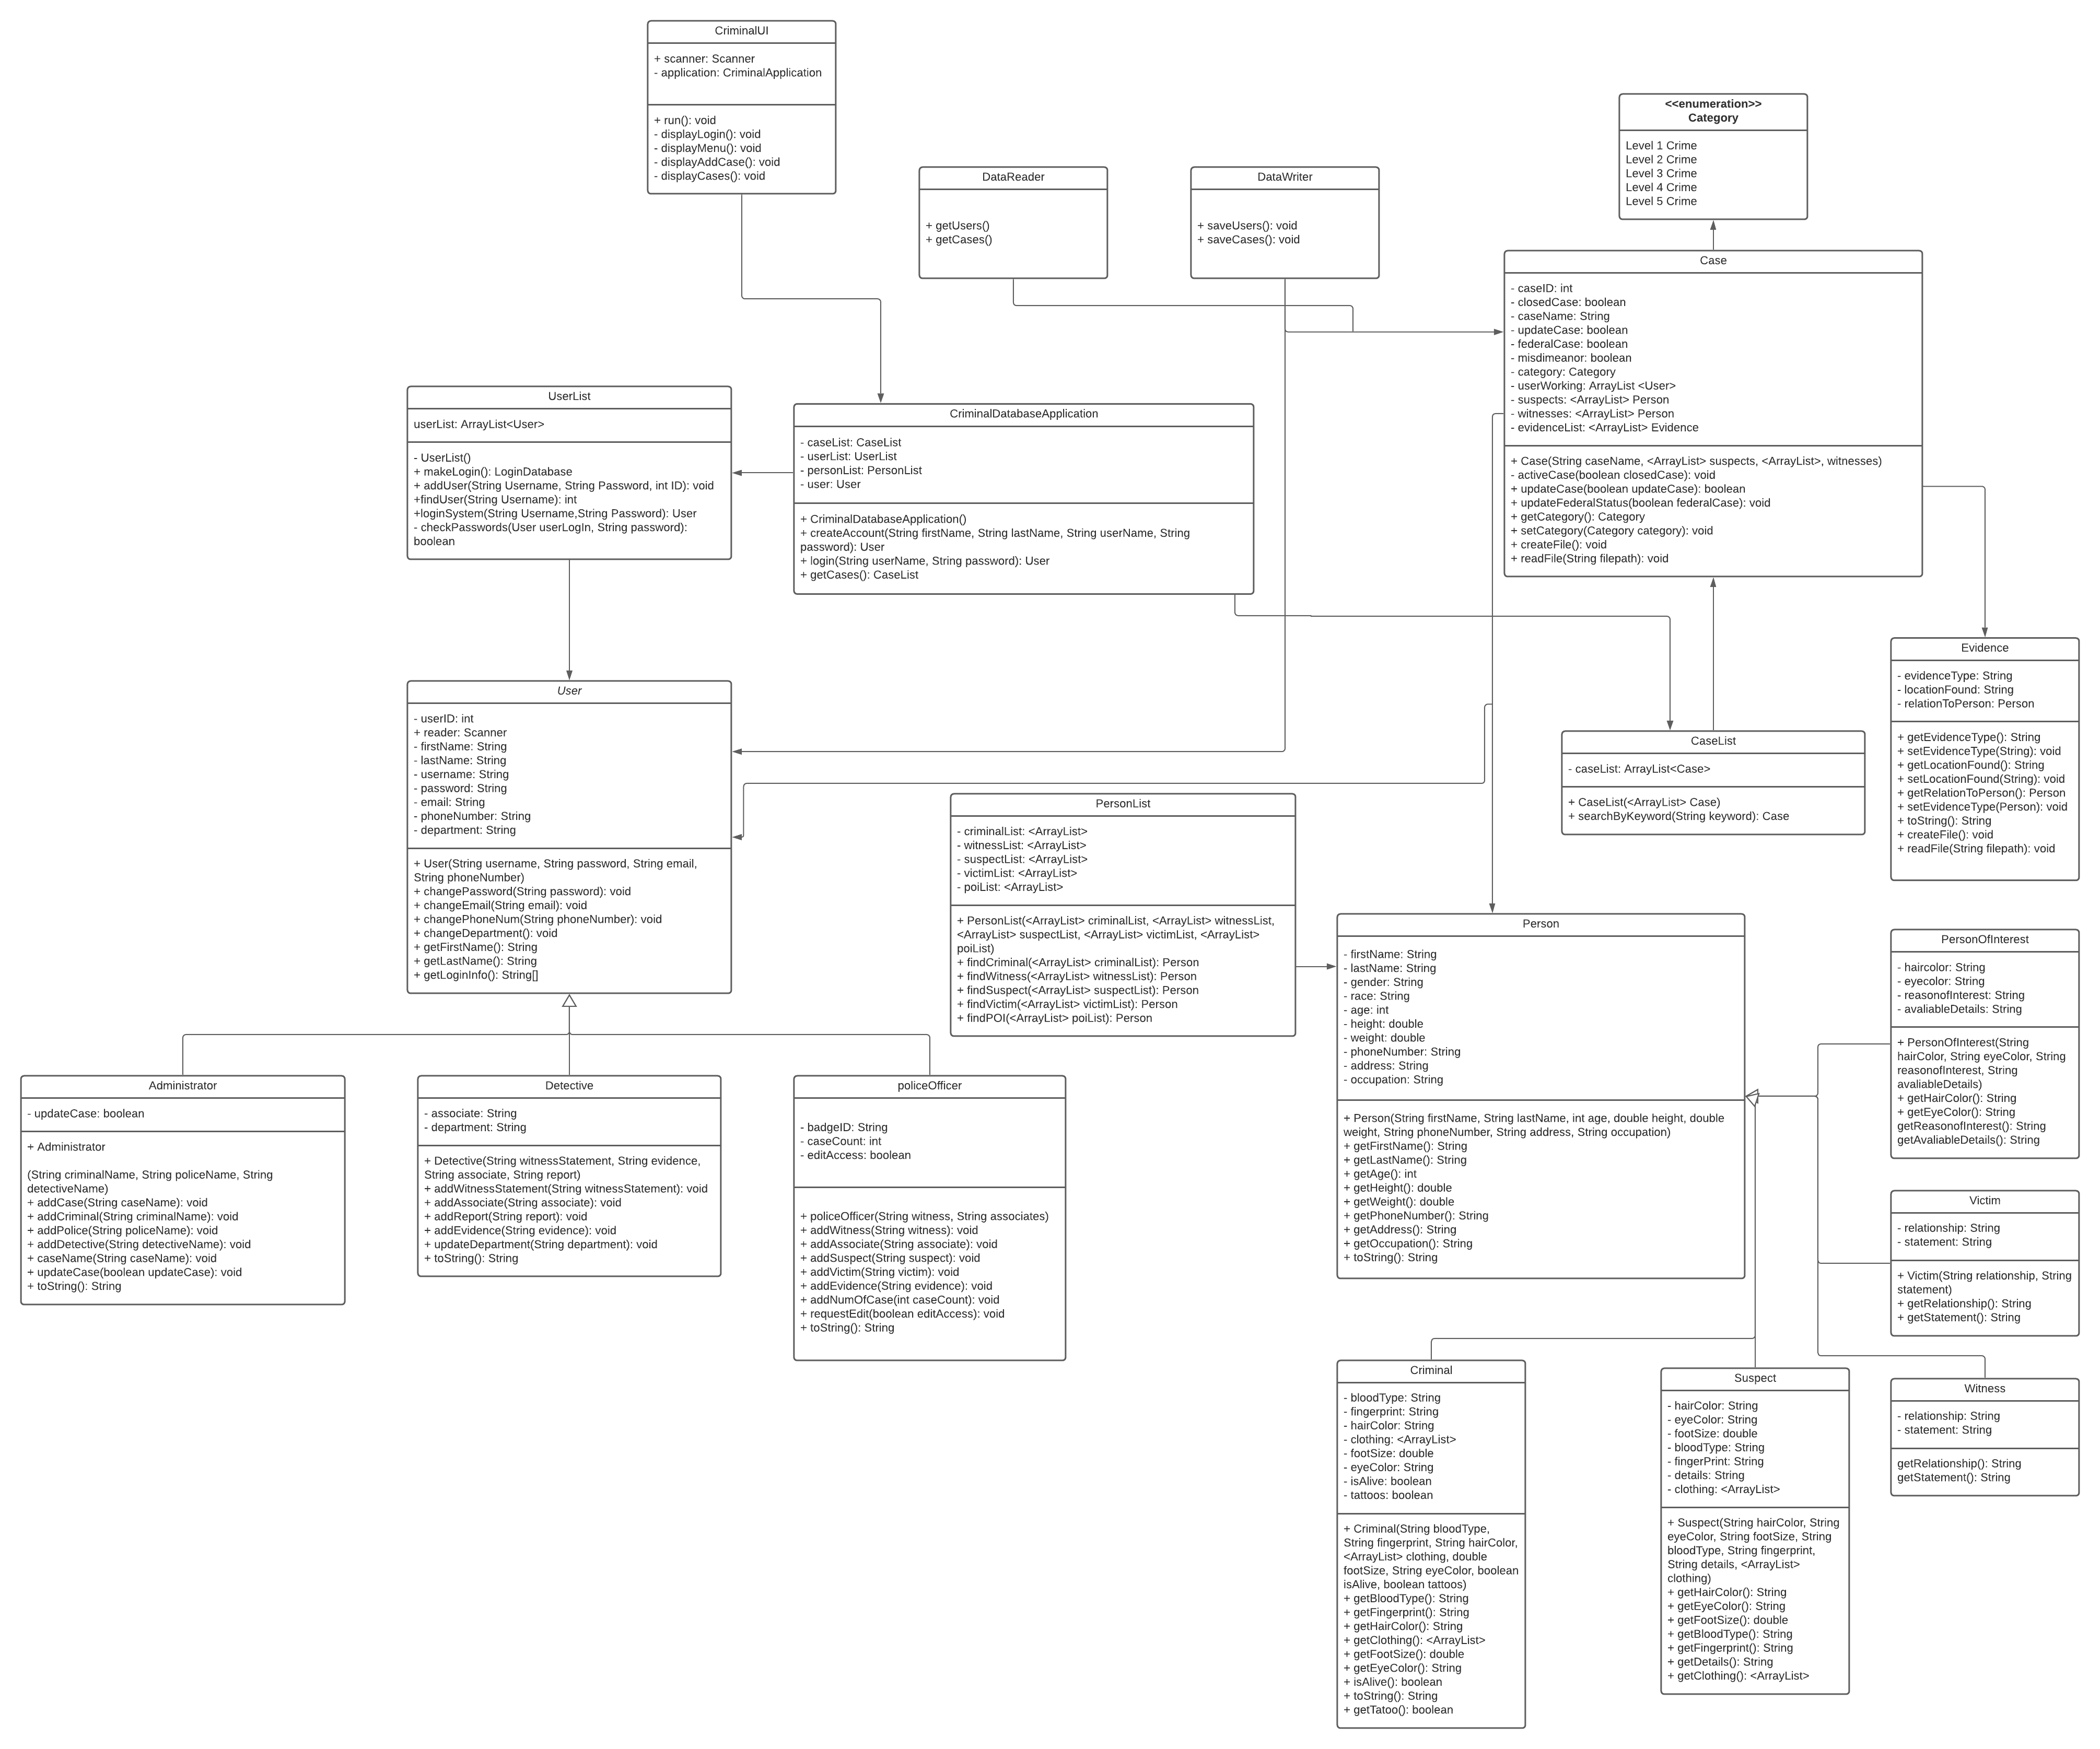 CriminalUI
+ scanner: Scanner
- application: CriminalApplication
+ run(): void
- displayLogin(): void
- displayMenu(): void
- displayAddCase(): void
- displayCases(): void
<<enumeration>>
Category
Level 1 Crime
Level 2 Crime
Level 3 Crime
Level 4 Crime
Level 5 Crime
DataReader
+ getUsers()
+ getCases()
DataWriter
+ saveUsers(): void
+ saveCases(): void
Case
- caseID: int
- closedCase: boolean
- caseName: String
- updateCase: boolean
- federalCase: boolean
- misdimeanor: boolean
- category: Category
- userWorking: ArrayList <User>
- suspects: <ArrayList> Person
- witnesses: <ArrayList> Person
- evidenceList: <ArrayList> Evidence
+ Case(String caseName, <ArrayList> suspects, <ArrayList>, witnesses)
- activeCase(boolean closedCase): void
+ updateCase(boolean updateCase): boolean
+ updateFederalStatus(boolean federalCase): void
+ getCategory(): Category
+ setCategory(Category category): void
+ createFile(): void
+ readFile(String filepath): void
UserList
userList: ArrayList<User>
- UserList()
+ makeLogin(): LoginDatabase
+ addUser(String Username, String Password, int ID): void
+findUser(String Username): int
+loginSystem(String Username,String Password): User
- checkPasswords(User userLogIn, String password):
boolean
CriminalDatabaseApplication
- caseList: CaseList
- userList: UserList
- personList: PersonList
- user: User
+ CriminalDatabaseApplication()
+ createAccount(String firstName, String lastName, String userName, String
password): User
+ login(String userName, String password): User
+ getCases(): CaseList
Evidence
- evidenceType: String
- locationFound: String
- relationToPerson: Person
+ getEvidenceType(): String
+ setEvidenceType(String): void
+ getLocationFound(): String
+ setLocationFound(String): void
+ getRelationToPerson(): Person
+ setEvidenceType(Person): void
+ toString(): String
+ createFile(): void
+ readFile(String filepath): void
User
- userID: int
+ reader: Scanner
- firstName: String
- lastName: String
- username: String
- password: String
- email: String
- phoneNumber: String
- department: String
+ User(String username, String password, String email,
String phoneNumber)
+ changePassword(String password): void
+ changeEmail(String email): void
+ changePhoneNum(String phoneNumber): void
+ changeDepartment(): void
+ getFirstName(): String
+ getLastName(): String
+ getLoginInfo(): String[]
CaseList
- caseList: ArrayList<Case>
+ CaseList(<ArrayList> Case)
+ searchByKeyword(String keyword): Case
PersonList
- criminalList: <ArrayList>
- witnessList: <ArrayList>
- suspectList: <ArrayList>
- victimList: <ArrayList>
- poiList: <ArrayList>
+ PersonList(<ArrayList> criminalList, <ArrayList> witnessList,
<ArrayList> suspectList, <ArrayList> victimList, <ArrayList>
poiList)
+ findCriminal(<ArrayList> criminalList): Person
+ findWitness(<ArrayList> witnessList): Person
+ findSuspect(<ArrayList> suspectList): Person
+ findVictim(<ArrayList> victimList): Person
+ findPOI(<ArrayList> poiList): Person
Person
- firstName: String
- lastName: String
- gender: String
- race: String
- age: int
- height: double
- weight: double
- phoneNumber: String
- address: String
- occupation: String
+ Person(String firstName, String lastName, int age, double height, double
weight, String phoneNumber, String address, String occupation)
+ getFirstName(): String
+ getLastName(): String
+ getAge(): int
+ getHeight(): double
+ getWeight(): double
+ getPhoneNumber(): String
+ getAddress(): String
+ getOccupation(): String
+ toString(): String
PersonOfInterest
- haircolor: String
- eyecolor: String
- reasonofInterest: String
- avaliableDetails: String
+ PersonOfInterest(String
hairColor, String eyeColor, String
reasonofInterest, String
avaliableDetails)
+ getHairColor(): String
+ getEyeColor(): String
getReasonofInterest(): String
getAvaliableDetails(): String
Administrator
- updateCase: boolean
+ Administrator
(String criminalName, String policeName, String
detectiveName)
+ addCase(String caseName): void
+ addCriminal(String criminalName): void
+ addPolice(String policeName): void
+ addDetective(String detectiveName): void
+ caseName(String caseName): void
+ updateCase(boolean updateCase): void
+ toString(): String
Detective
- associate: String
- department: String
+ Detective(String witnessStatement, String evidence,
String associate, String report)
+ addWitnessStatement(String witnessStatement): void
+ addAssociate(String associate): void
+ addReport(String report): void
+ addEvidence(String evidence): void
+ updateDepartment(String department): void
+ toString(): String
policeOfficer
- badgeID: String
- caseCount: int
- editAccess: boolean
+ policeOfficer(String witness, String associates)
+ addWitness(String witness): void
+ addAssociate(String associate): void
+ addSuspect(String suspect): void
+ addVictim(String victim): void
+ addEvidence(String evidence): void
+ addNumOfCase(int caseCount): void
+ requestEdit(boolean editAccess): void
+ toString(): String
Victim
- relationship: String
- statement: String
+ Victim(String relationship, String
statement)
+ getRelationship(): String
+ getStatement(): String
Criminal
- bloodType: String
- fingerprint: String
- hairColor: String
- clothing: <ArrayList>
- footSize: double
- eyeColor: String
- isAlive: boolean
- tattoos: boolean
+ Criminal(String bloodType,
String fingerprint, String hairColor,
<ArrayList> clothing, double
footSize, String eyeColor, boolean
isAlive, boolean tattoos)
+ getBloodType(): String
+ getFingerprint(): String
+ getHairColor(): String
+ getClothing(): <ArrayList>
+ getFootSize(): double
+ getEyeColor(): String
+ isAlive(): boolean
+ toString(): String
+ getTatoo(): boolean
Suspect
- hairColor: String
- eyeColor: String
- footSize: double
- bloodType: String
- fingerPrint: String
- details: String
- clothing: <ArrayList>
+ Suspect(String hairColor, String
eyeColor, String footSize, String
bloodType, String fingerprint,
String details, <ArrayList>
clothing)
+ getHairColor(): String
+ getEyeColor(): String
+ getFootSize(): double
+ getBloodType(): String
+ getFingerprint(): String
+ getDetails(): String
+ getClothing(): <ArrayList>
Witness
- relationship: String
- statement: String
getRelationship(): String
getStatement(): String